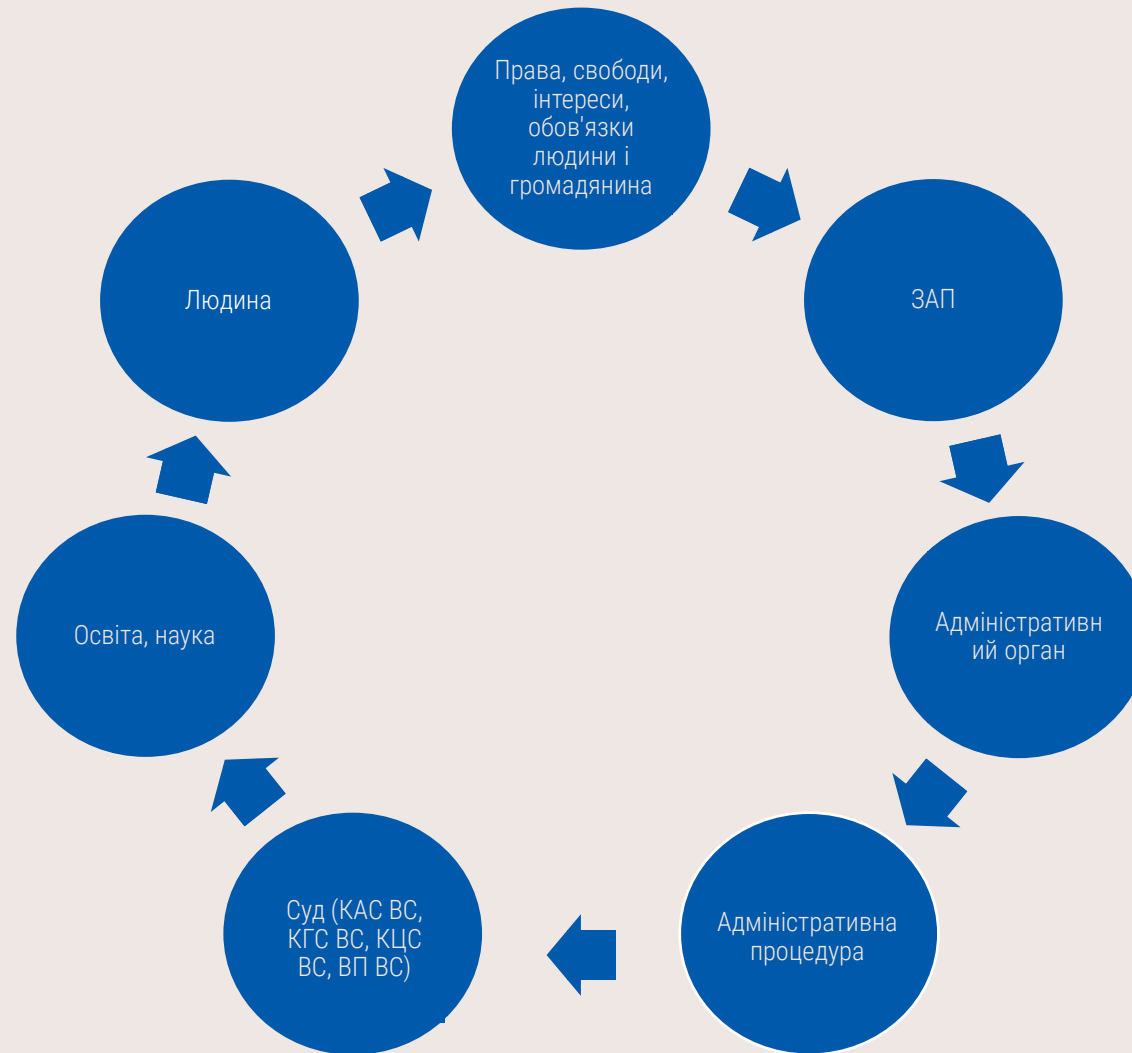 Права, свободи,
інтереси,
обов'язки
людини і
громадянина
ЗАП
Адміністративн
ий орган
Адміністративна
процедура
Суд (КАС ВС,
КГС ВС, КЦС
ВС, ВП ВС)
Освіта, наука
Людина